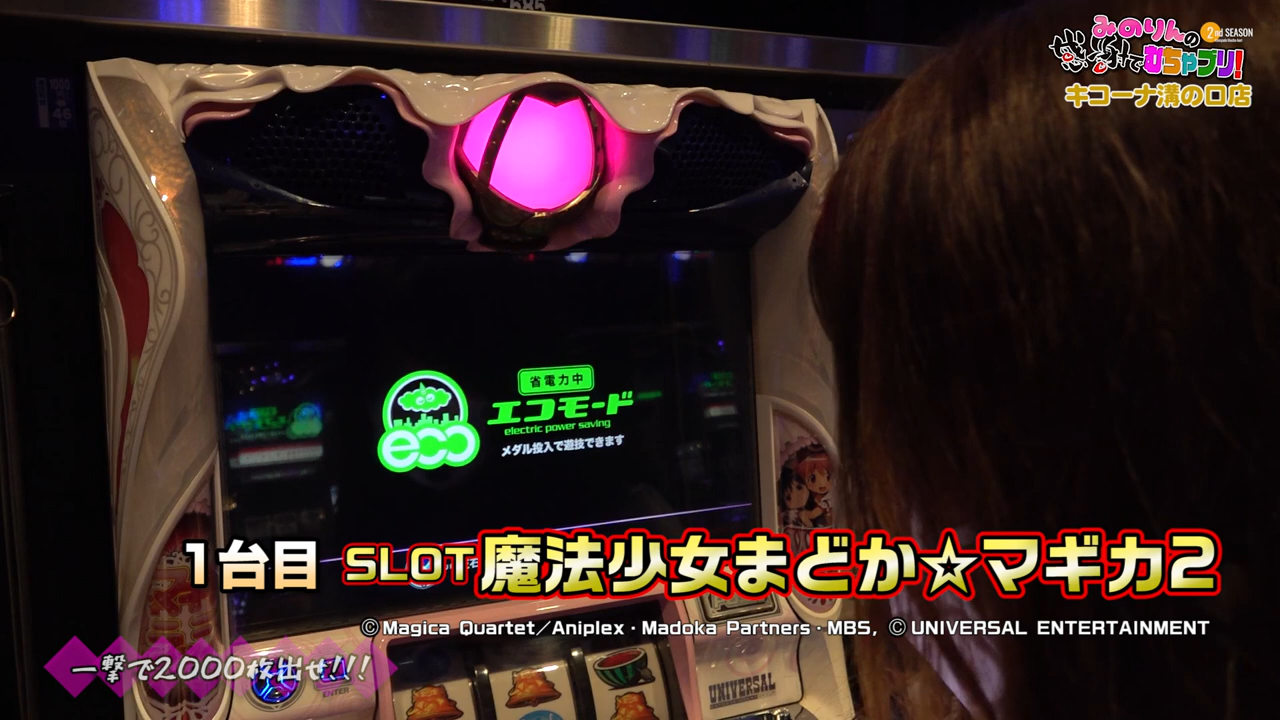 みのりんの
感謝でむちゃブリ!
2nd SEASON
キコーナ溝の口店
省電力中
エコモード
electric power saving
eco
メダル投入で遊技できます
1台目 SLOT魔法少女まどか☆マギカ2
©Magica Quartet／Aniplex・Madoka Partners・MBS, ©UNIVERSAL ENTERTAINMENT
一撃で2000枚出せ!!!
ENTER
UNIVERSAL